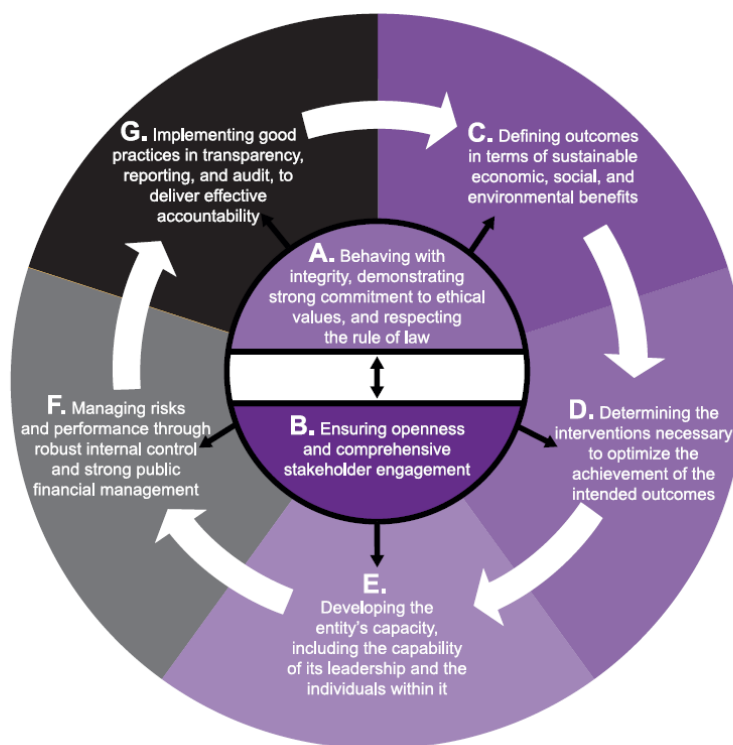 A. Behaving with
integrity, demonstrating
strong commitment to ethical
values, and respecting
the rule of law
B. Ensuring openness
and comprehensive
stakeholder engagement
C. Defining outcomes
in terms of sustainable
economic, social, and
environmental benefits
D. Determining the
interventions necessary
to optimize the
achievement of the
intended outcomes
E.
Developing the
entity's capacity,
including the capability
of its leadership and the
individuals within it
F. Managing risks
and performance through
robust internal control
and strong public
financial management
G. Implementing good
practices in transparency,
reporting, and audit, to
deliver effective
accountability